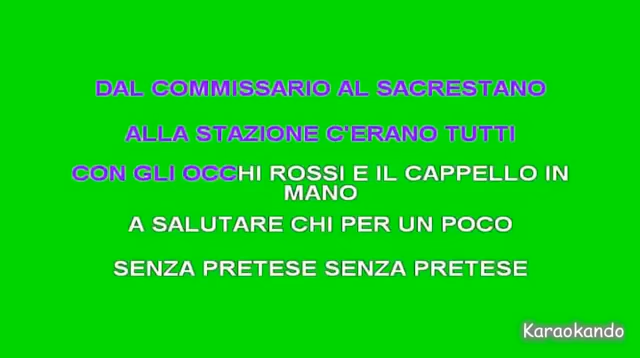 DAL COMMISSARIO AL SACRESTANO
ALLA STAZIONE C'ERANO TUTTI
CON GLI OCCHI ROSSI E IL CAPPELLO IN
MANO
A SALUTARE CHI PER UN POCO
SENZA PRETESE SENZA PRETESE
Karaokando